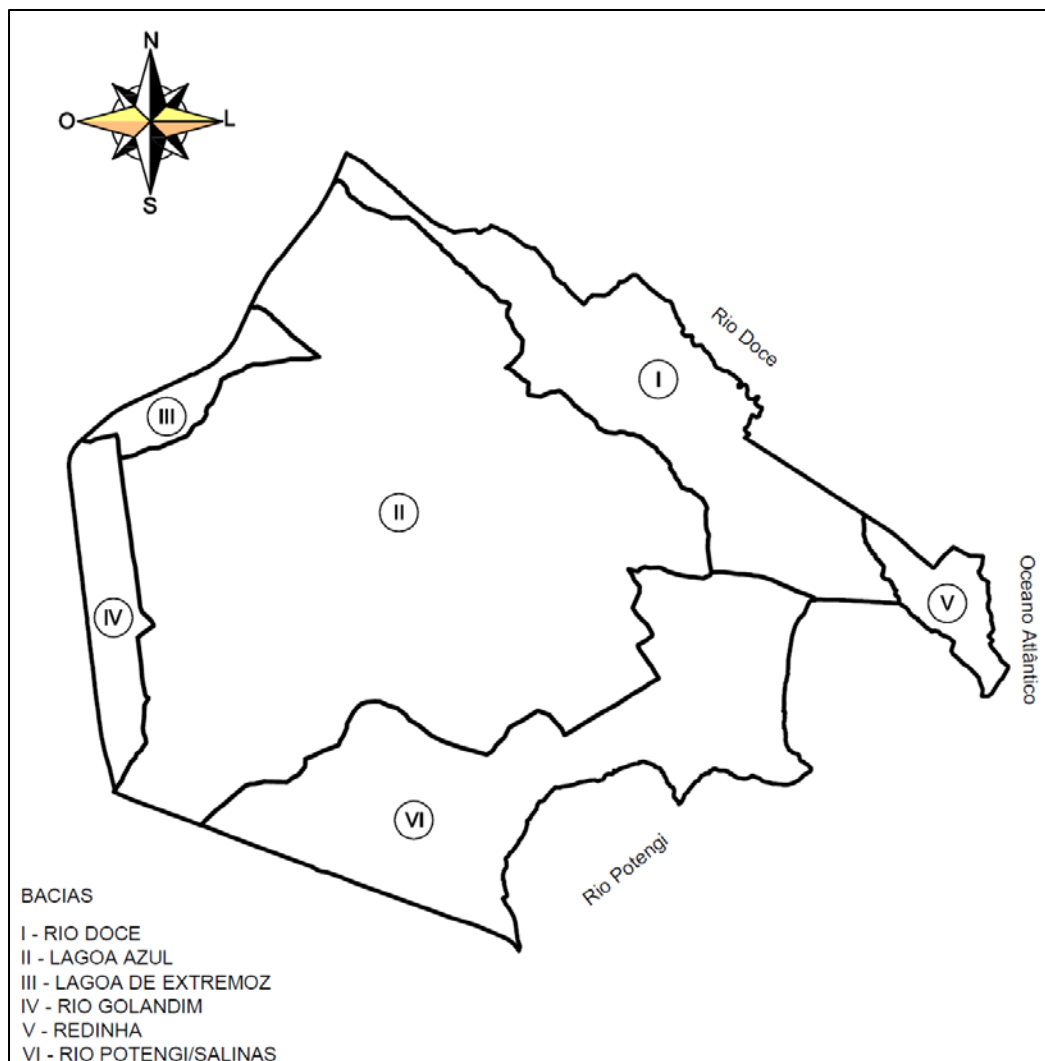 N
O
L
S
Rio Doce
I
III
II
Oceano Atlântico
V
IV
VI
Rio Potengi
BACIAS
I - RIO DOCE
II - LAGOA AZUL
III - LAGOA DE EXTREMOZ
IV - RIO GOLANDIM
V - REDINHA
VI - RIO POTENGI/SALINAS